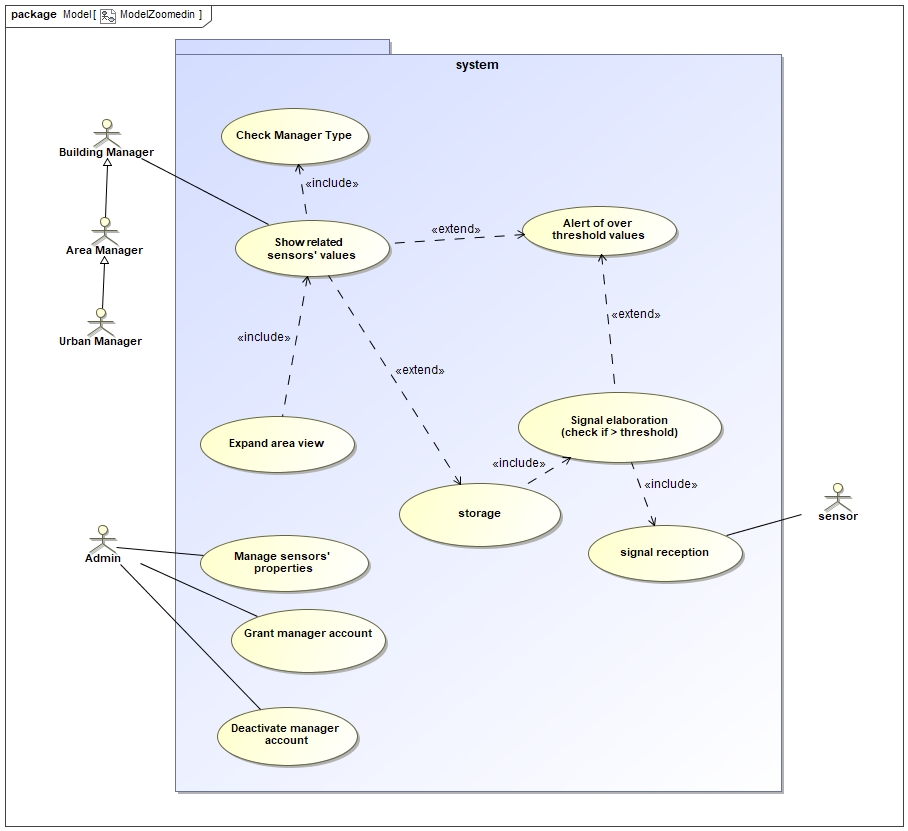 package Model [ ModelZoomedin ]
system
Check Manager Type
Building Manager
«include»
Area Manager
Show related
sensors' values
«extend»
Alert of over
threshold values
Urban Manager
«include»
«extend»
«extend»
Expand area view
Signal elaboration
(check if > threshold)
«include»
«include»
storage
sensor
signal reception
Admin
Manage sensors'
properties
Grant manager account
Deactivate manager
account